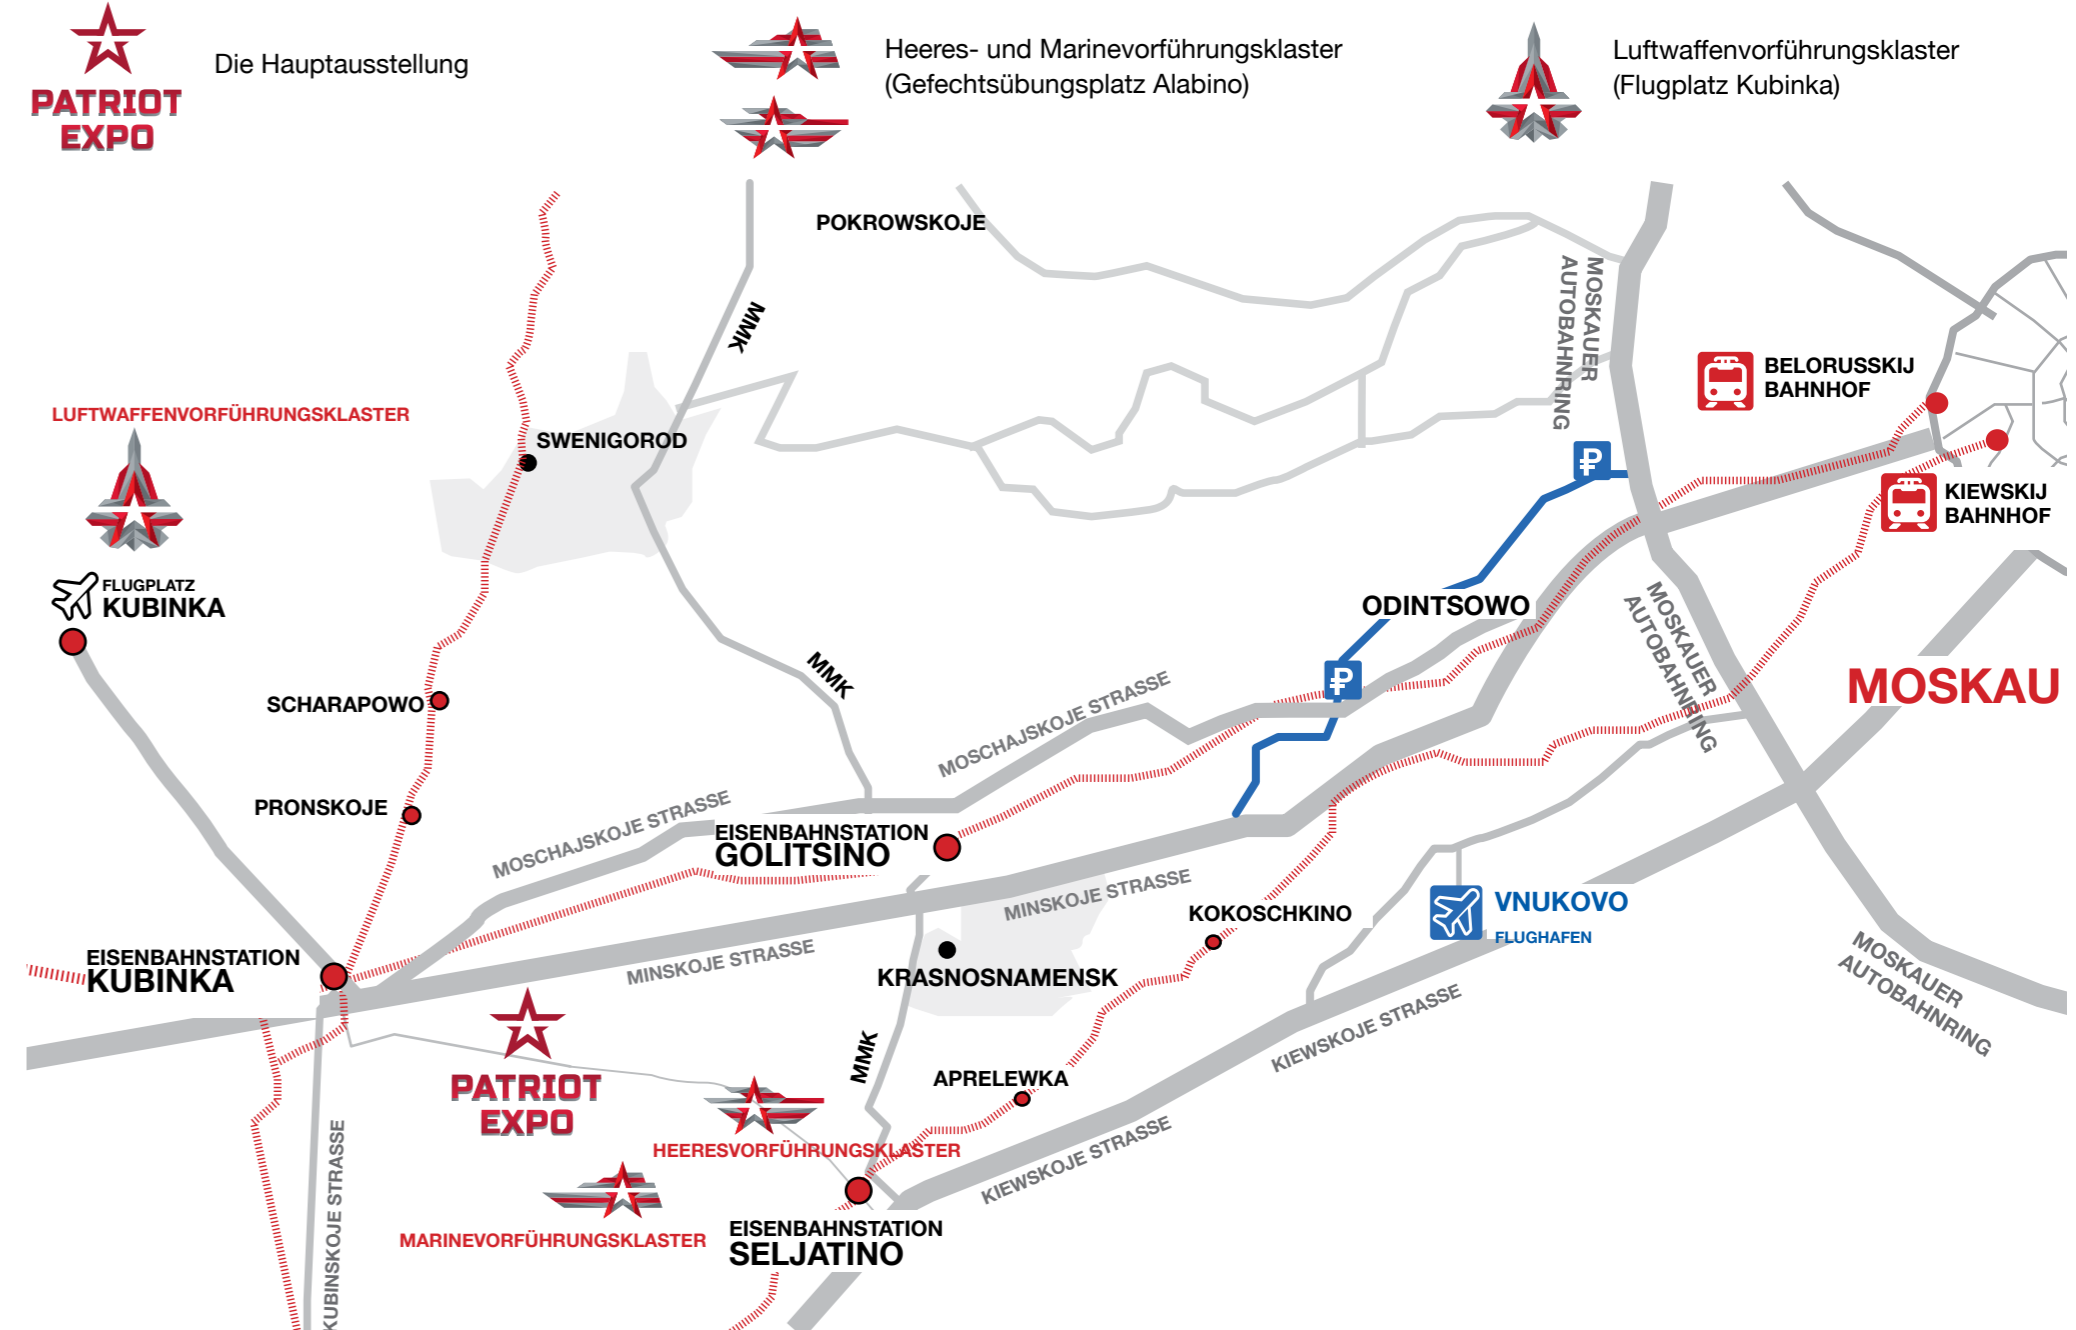 PATRIOT
EXPO
Die Hauptausstellung
Heeres- und Marinevorführungsklaster
(Gefechtsübungsplatz Alabino)
Luftwaffenvorführungsklaster
(Flugplatz Kubinka)
POKROWSKOJE
MMK
MOSKAUER
AUTOBAHNRING
BELORUSSKIJ
BAHNHOF
LUFTWAFFENVORFÜHRUNGSKLASTER
SWENIGOROD
₽
KIEWSKIJ
BAHNHOF
FLUGPLATZ
KUBINKA
ODINTSOWO
MOSKAUER
AUTOBAHNRING
MMK
₽
MOSKAU
SCHARAPOWO
MOSCHAJSKOJE STRASSE
PRONSKOJE
MOSCHAJSKOJE STRASSE
EISENBAHNSTATION
GOLITSINO
MINSKOJE STRASSE
KOKOSCHKINO
VNUKOVO
FLUGHAFEN
EISENBAHNSTATION
KUBINKA
MINSKOJE STRASSE
KRASNOSNAMENSK
MOSKAUER
AUTOBAHNRING
KIEWSKOJE STRASSE
PATRIOT
EXPO
MMK
APRELEWKA
HEERESVORFÜHRUNGSKLASTER
KIEWSKOJE STRASSE
KUBINSKOJE STRASSE
MARINEVORFÜHRUNGSKLASTER
EISENBAHNSTATION
SELJATINO